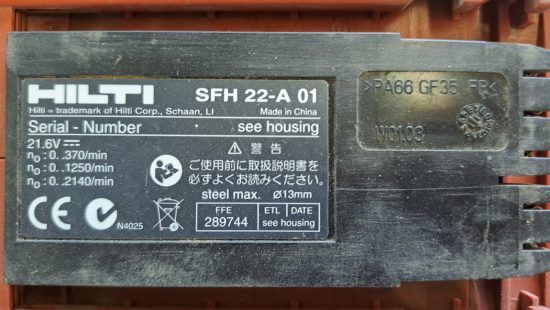 HILTI SFH 22-A 01
Hilti = trademark of Hilti Corp., Schaan, LI Made in China
Serial - Number see housing
21.6V
n₀ : 0. .370/min
n₀ : 0. .1250/min
n₀ : 0. .2140/min
⚠ 警告
ご使用前に取扱説明書を
必ずよくお読みください。
steel max. Ø13mm
FFE ETL DATE
289744 see housing
CE N4025
>PA66 GF35 FR<